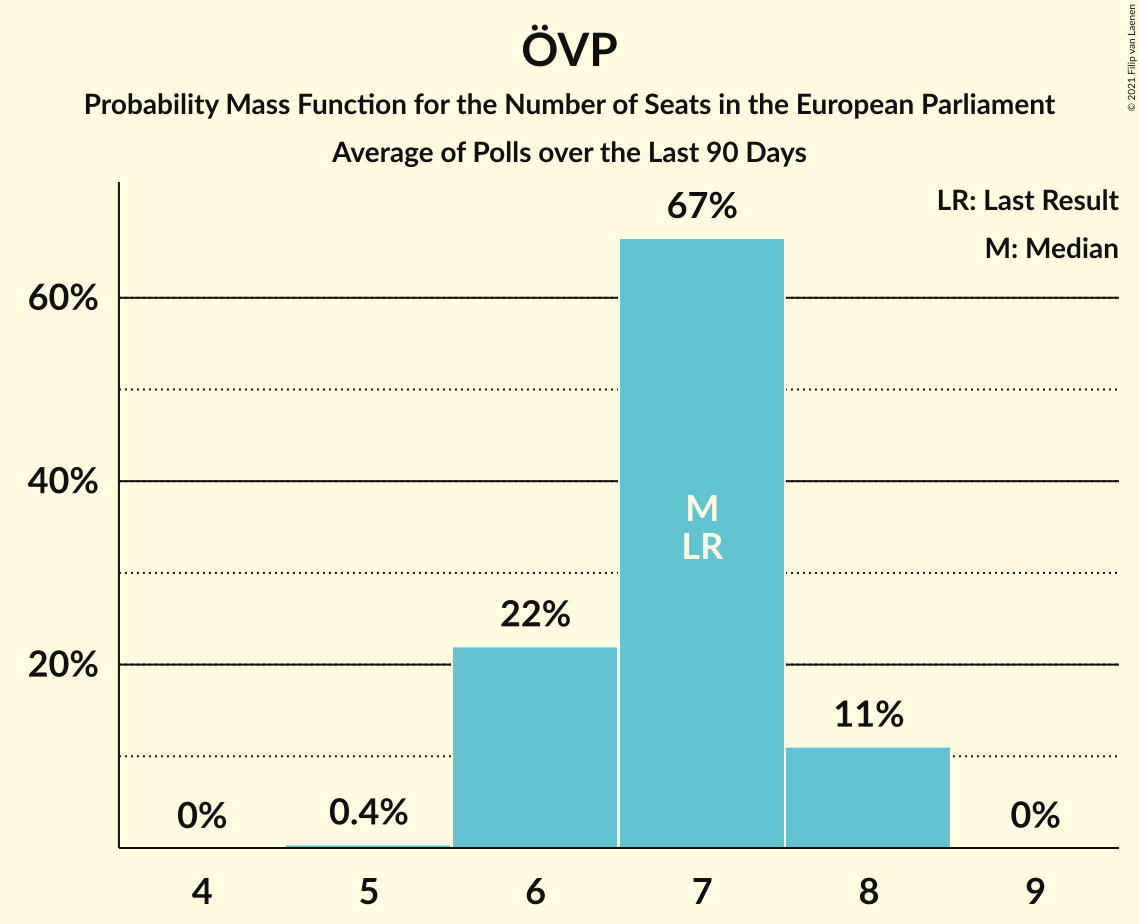 ÖVP
Probability Mass Function for the Number of Seats in the European Parliament
Average of Polls over the Last 90 Days
© 2021 Filip van Laenen
LR: Last Result
M: Median
67%
60%
40%
M
LR
22%
20%
11%
0%
0.4%
0%
4 5 6 7 8 9